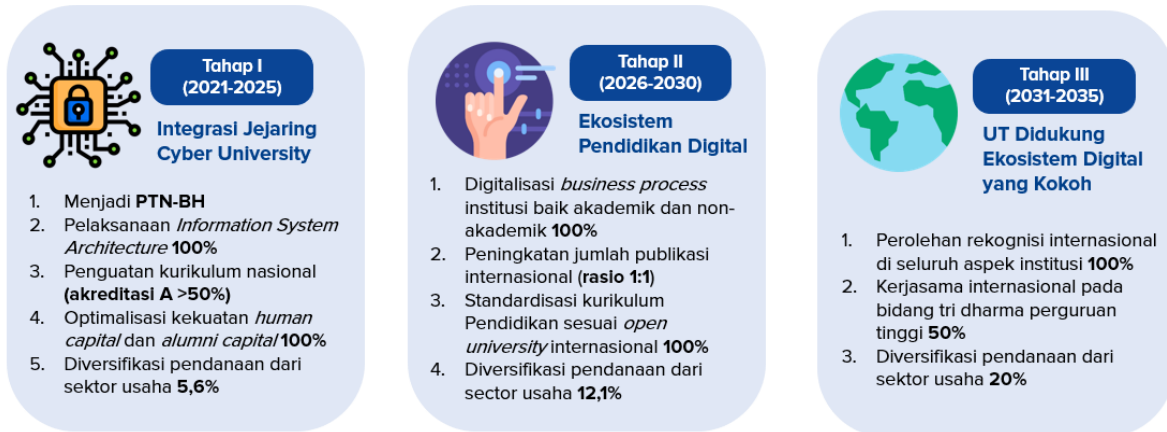 Tahap I
(2021-2025)
Integrasi Jejaring
Cyber University
1. Menjadi PTN-BH
2. Pelaksanaan Information System
Architecture 100%
3. Penguatan kurikulum nasional
(akreditasi A >50%)
4. Optimalisasi kekuatan human
capital dan alumni capital 100%
5. Diversifikasi pendanaan dari
sektor usaha 5,6%
Tahap II
(2026-2030)
Ekosistem
Pendidikan Digital
1. Digitalisasi business process
institusi baik akademik dan non-
akademik 100%
2. Peningkatan jumlah publikasi
internasional (rasio 1:1)
3. Standardisasi kurikulum
Pendidikan sesuai open
university internasional 100%
4. Diversifikasi pendanaan dari
sector usaha 12,1%
Tahap III
(2031-2035)
UT Didukung
Ekosistem Digital
yang Kokoh
1. Perolehan rekognisi internasional
di seluruh aspek institusi 100%
2. Kerjasama internasional pada
bidang tri dharma perguruan
tinggi 50%
3. Diversifikasi pendanaan dari
sektor usaha 20%